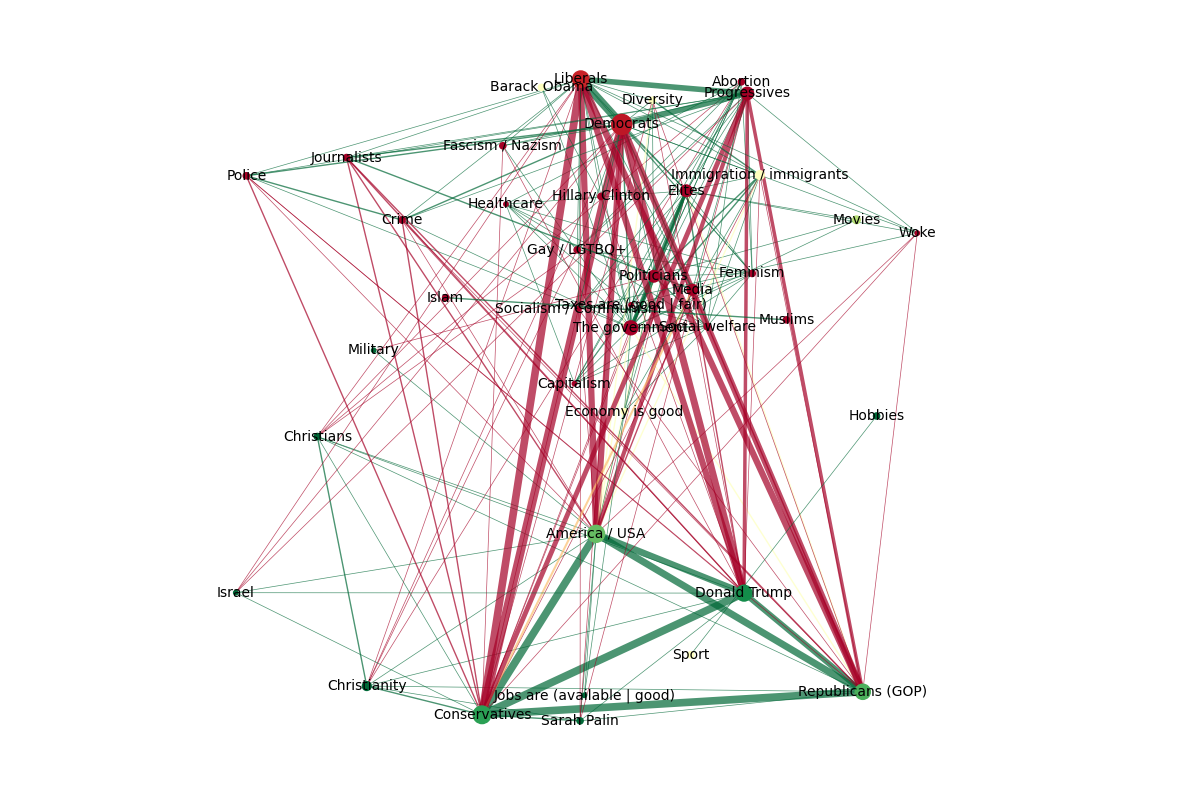 Liberals
Abortion
Barack Obama
Progressives
Diversity
Democrats
Fascism / Nazism
Journalists
Police
Immigration / immigrants
Elites
Hillary Clinton
Healthcare
Crime
Movies
Woke
Gay / LGTBQ+
Politicians
Feminism
Media
Islam
Taxes are (good | fair)
Socialism / Communism
Muslims
The government
Social welfare
Military
Capitalism
Economy is good
Hobbies
Christians
America / USA
Israel
Donald Trump
Sport
Christianity
Republicans (GOP)
Jobs are (available | good)
Conservatives
Sarah Palin